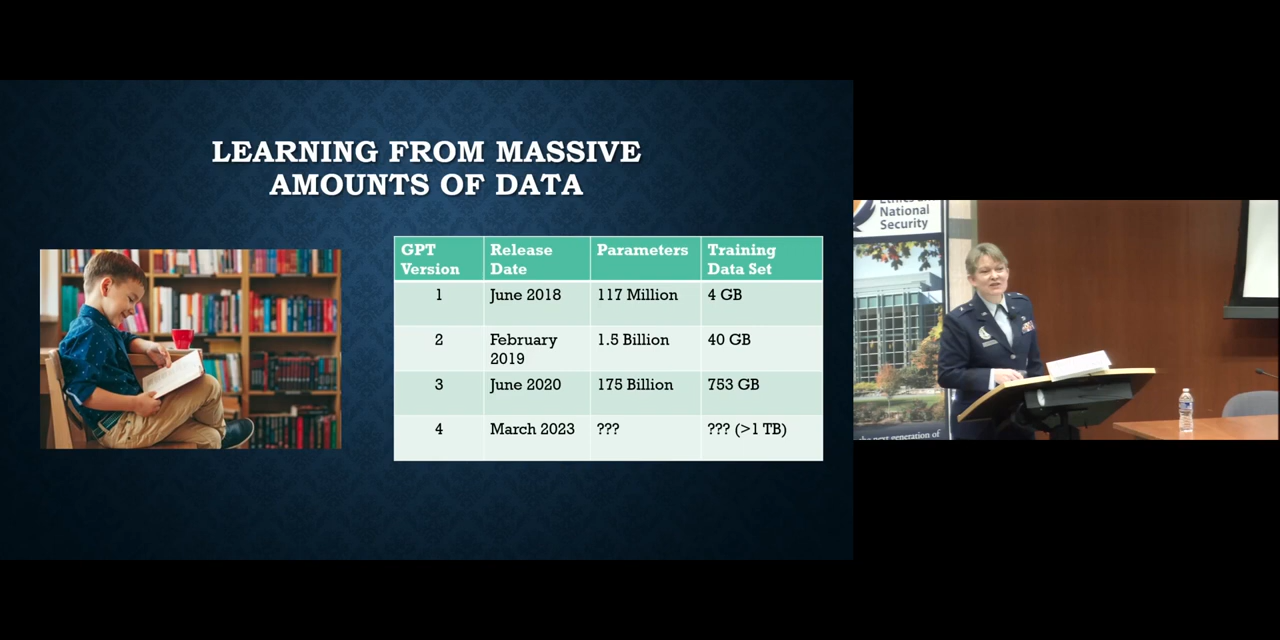 LEARNING FROM MASSIVE
AMOUNTS OF DATA
GPT Version
Release Date
Parameters
Training Data Set
1
June 2018
117 Million
4 GB
2
February 2019
1.5 Billion
40 GB
3
June 2020
175 Billion
753 GB
4
March 2023
???
??? (>1 TB)
National
Security
generation of